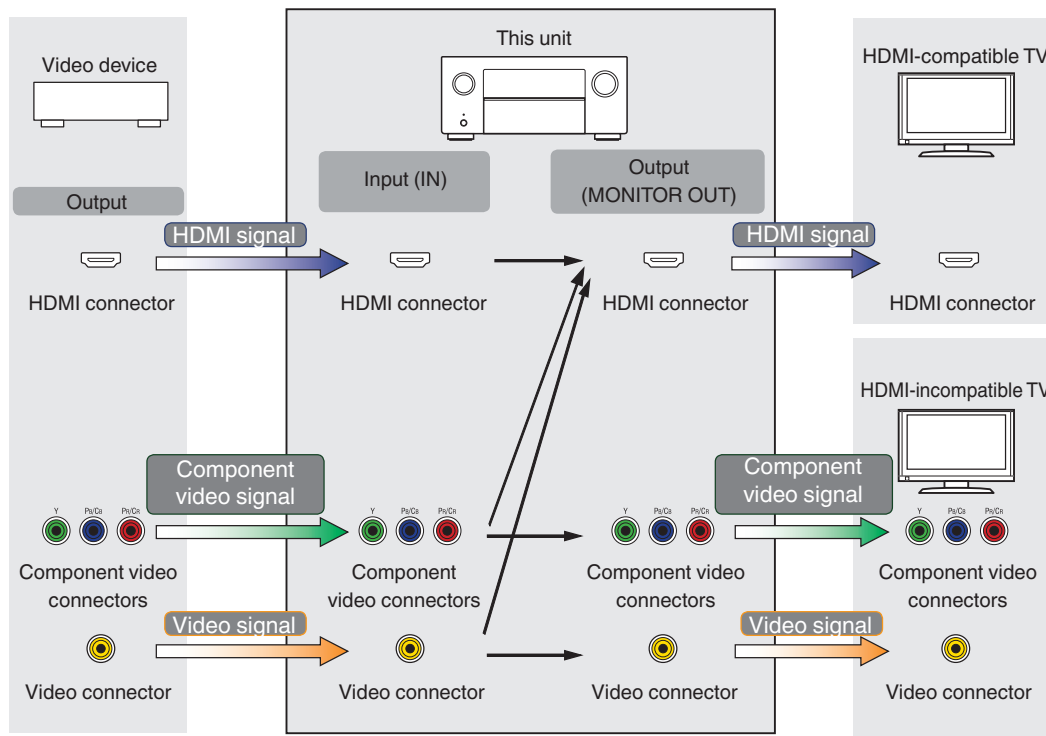 This unit
Video device
HDMI-compatible TV
Input (IN)
Output
(MONITOR OUT)
Output
HDMI signal
HDMI signal
HDMI connector
HDMI connector
HDMI connector
HDMI connector
HDMI-incompatible TV
Component
video signal
Component
video signal
Y PB/CB PR/CR
Y PB/CB PR/CR
Y PB/CB PR/CR
Y PB/CB PR/CR
Component video
connectors
Component
video connectors
Component video
connectors
Component video
connectors
Video signal
Video signal
Video connector
Video connector
Video connector
Video connector